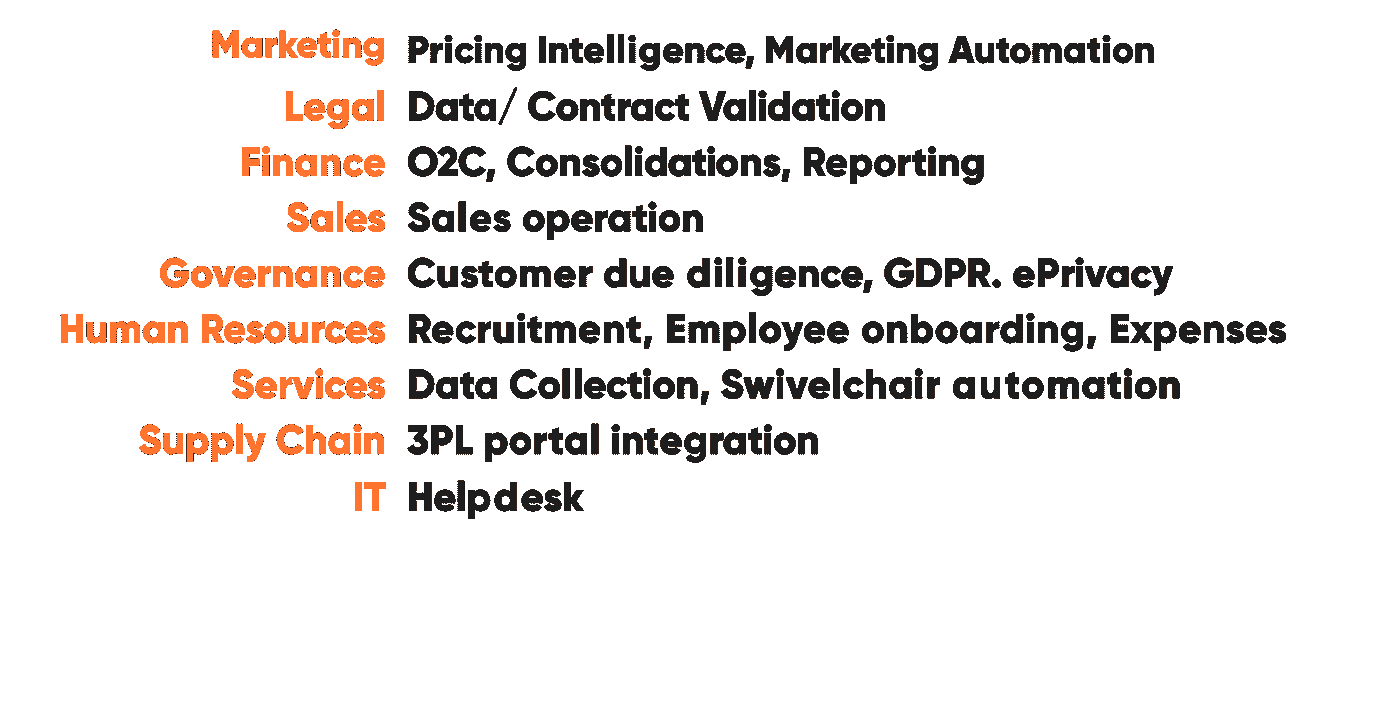 Marketing Pricing Intelligence, Marketing Automation
Legal Data/ Contract Validation
Finance O2C, Consolidations, Reporting
Sales Sales operation
Governance Customer due diligence, GDPR. ePrivacy
Human Resources Recruitment, Employee onboarding, Expenses
Services Data Collection, Swivelchair automation
Supply Chain 3PL portal integration
IT Helpdesk